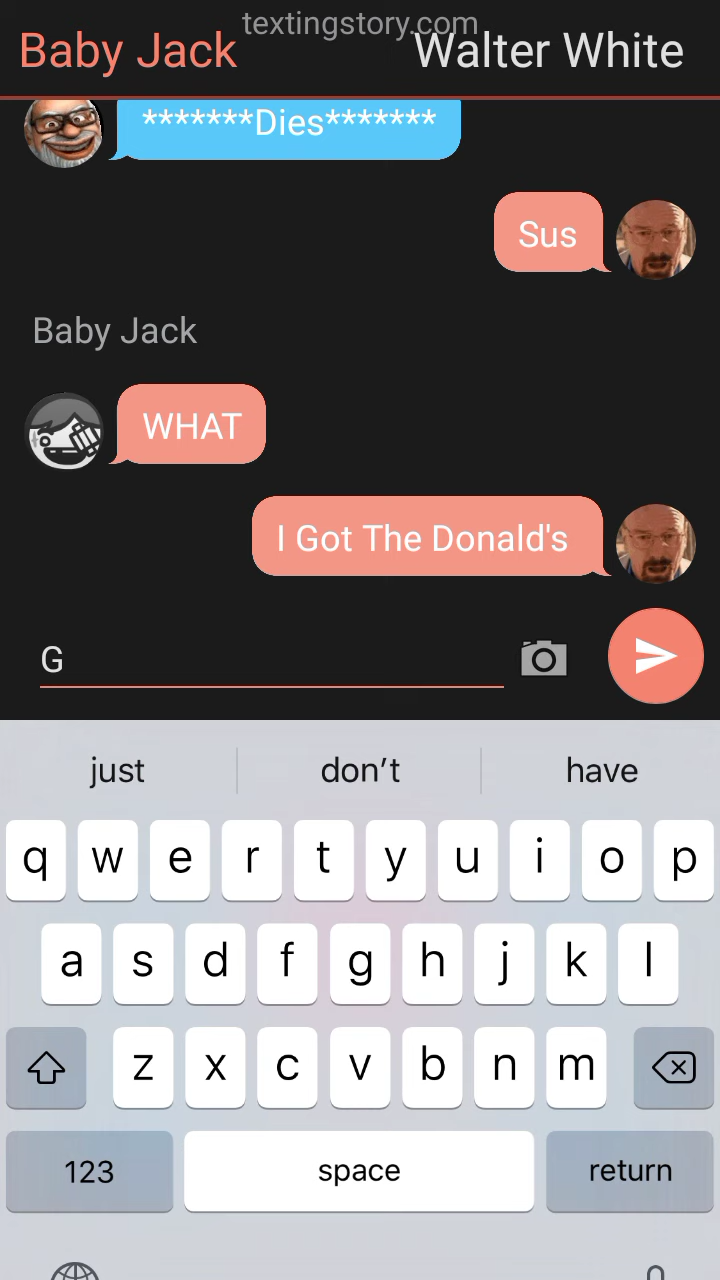 textingstory.com
Baby Jack Walter White
*******Dies*******
Sus
Baby Jack
WHAT
I Got The Donald's
G
just don’t have
q w e r t y u i o p
a s d f g h j k l
z x c v b n m
123 space return